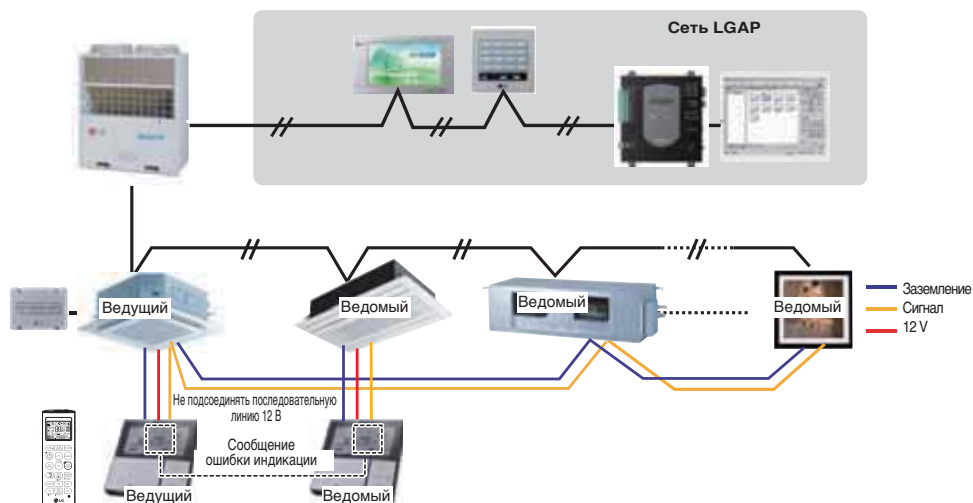 Сеть LGAP
Ведущий
Ведомый
Ведомый
Ведомый
Заземление
Сигнал
12 V
Не подсоединять последовательную
линию 12 В
Сообщение
ошибки индикации
Ведущий
Ведомый
LG